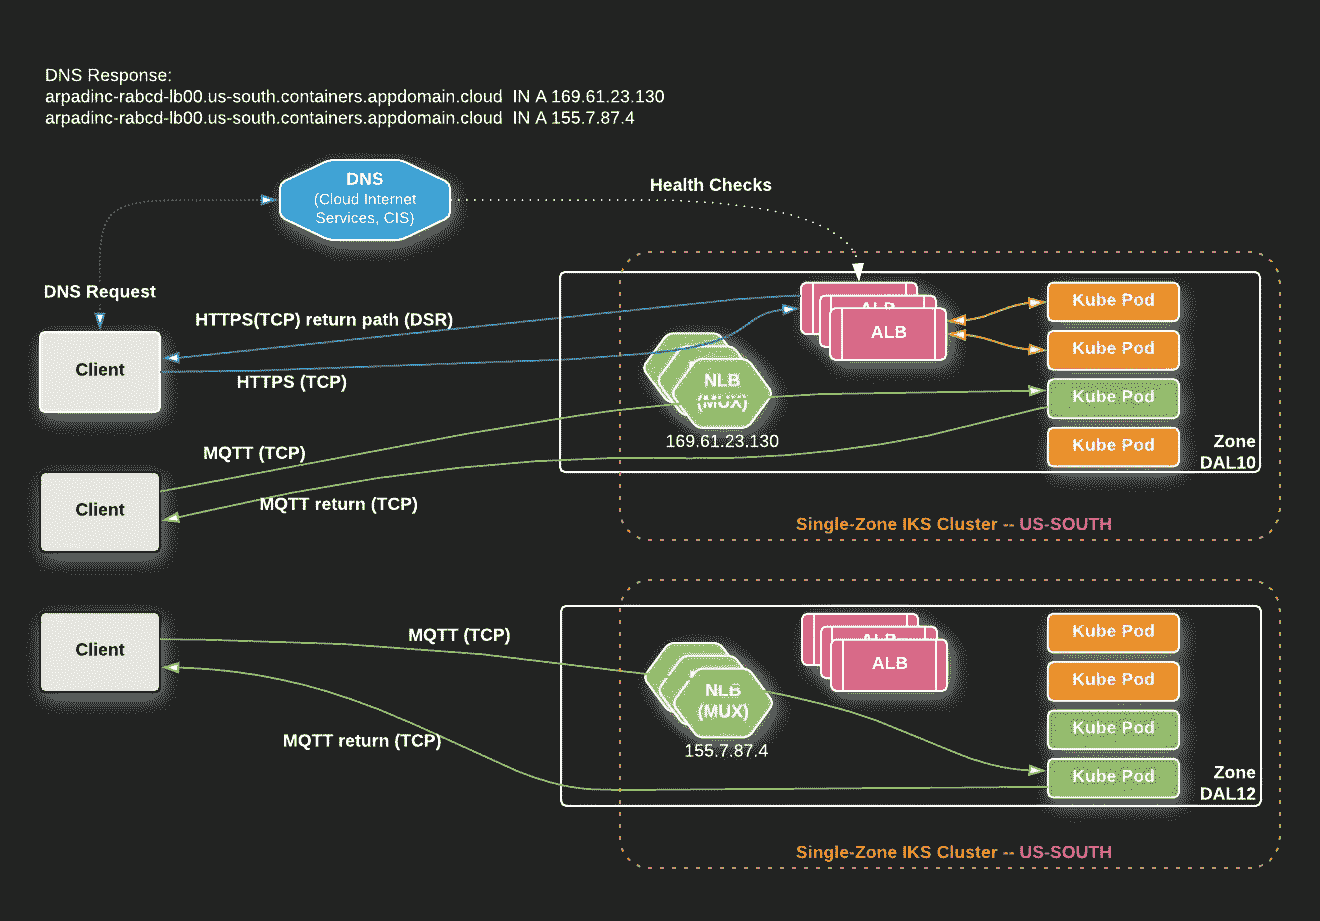 DNS Response:
arpadinc-rabcd-lb00.us-south.containers.appdomain.cloud IN A 169.61.23.130
arpadinc-rabcd-lb00.us-south.containers.appdomain.cloud IN A 155.7.87.4
DNS
(Cloud Internet
Services, CIS)
Health Checks
DNS Request
HTTPS(TCP) return path (DSR)
HTTPS (TCP)
Client
ALB
ALB
NLB
(MUX)
169.61.23.130
Kube Pod
Kube Pod
Kube Pod
Kube Pod
Zone
DAL10
MQTT (TCP)
Client
MQTT return (TCP)
Single-Zone IKS Cluster -- US-SOUTH
Client
MQTT (TCP)
MQTT return (TCP)
ALB
ALB
NLB
(MUX)
155.7.87.4
Kube Pod
Kube Pod
Kube Pod
Kube Pod
Zone
DAL12
Single-Zone IKS Cluster -- US-SOUTH